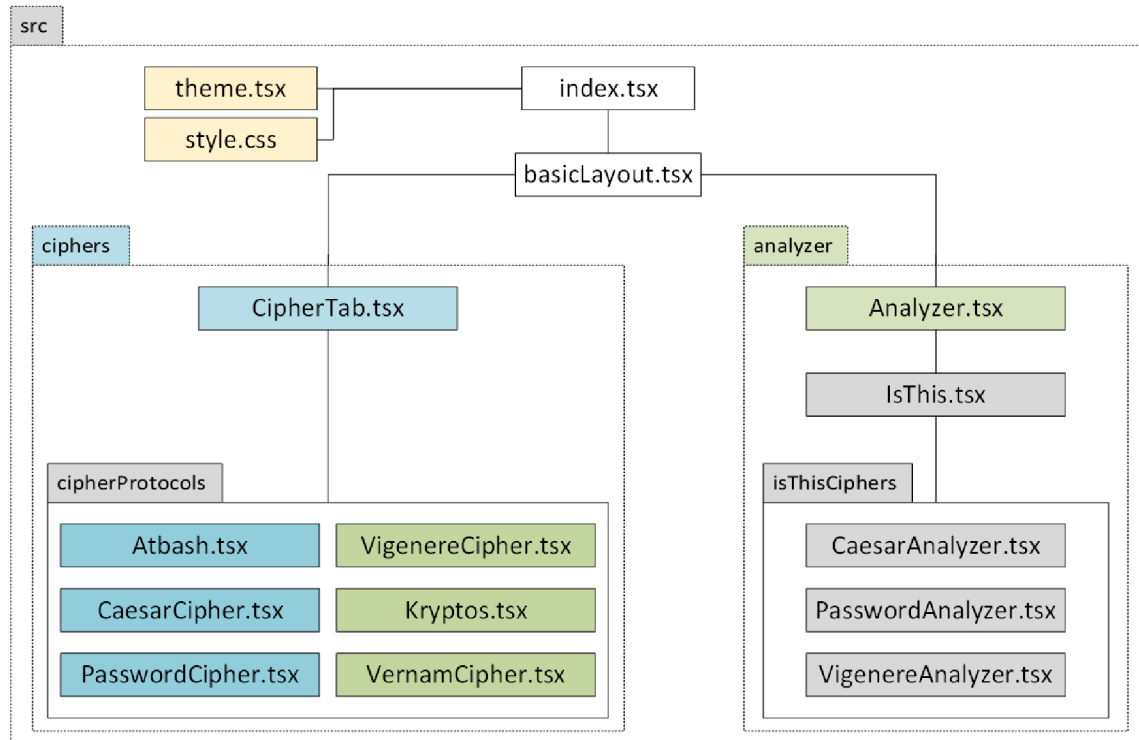 src
theme.tsx
index.tsx
style.css
basicLayout.tsx
ciphers
analyzer
CipherTab.tsx
Analyzer.tsx
IsThis.tsx
cipherProtocols
isThisCiphers
Atbash.tsx
VigenereCipher.tsx
CaesarAnalyzer.tsx
CaesarCipher.tsx
Kryptos.tsx
PasswordAnalyzer.tsx
PasswordCipher.tsx
VernamCipher.tsx
VigenereAnalyzer.tsx